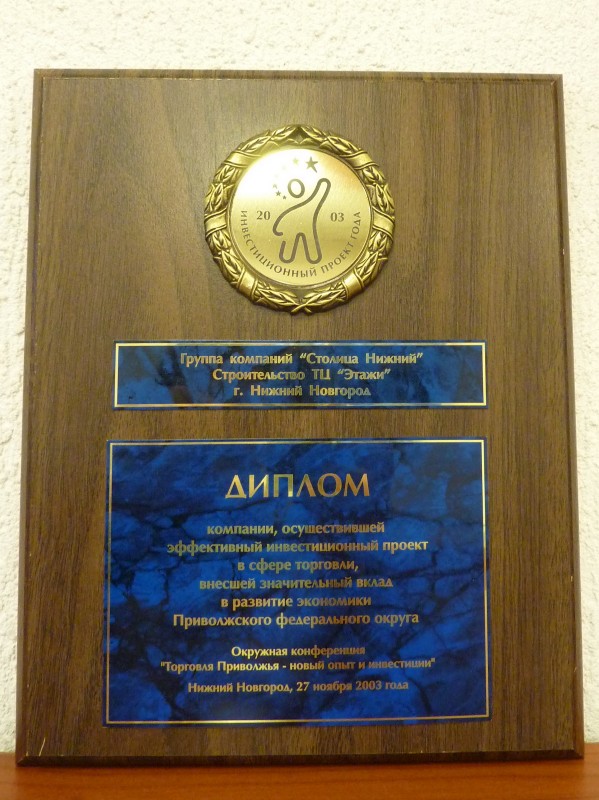 20 03
ИНВЕСТИЦИОННЫЙ ПРОЕКТ ГОДА
Группа компаний "Столица Нижний"
Строительство ТЦ "Этажи"
г. Нижний Новгород
ДИПЛОМ
компании, осуществившей
эффективный инвестиционный проект
в сфере торговли,
внесшей значительный вклад
в развитие экономики
Приволжского федерального округа
Окружная конференция
"Торговля Приволжья - новый опыт и инвестиции"
Нижний Новгород, 27 ноября 2003 года